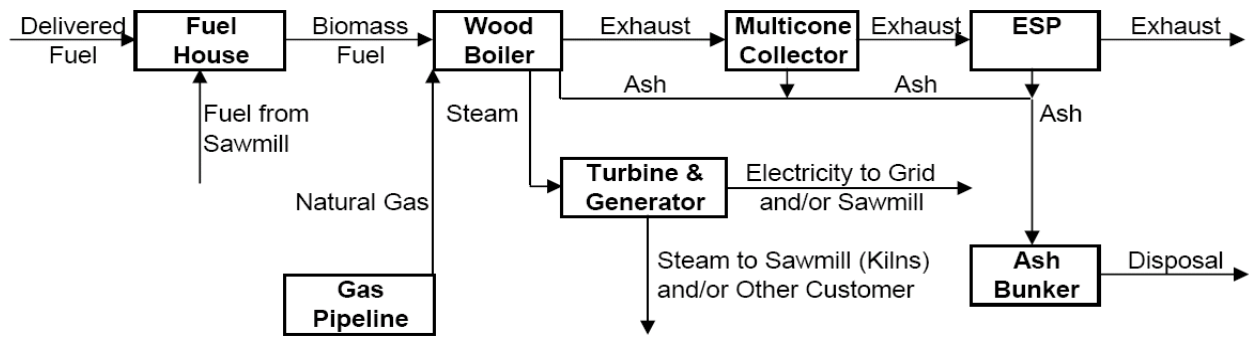 Delivered
Fuel
Fuel
House
Biomass
Fuel
Wood
Boiler
Exhaust
Multicone
Collector
Exhaust
ESP
Exhaust
Ash
Ash
Ash
Fuel from
Sawmill
Steam
Natural Gas
Turbine &
Generator
Electricity to Grid
and/or Sawmill
Steam to Sawmill (Kilns)
and/or Other Customer
Gas
Pipeline
Ash
Bunker
Disposal